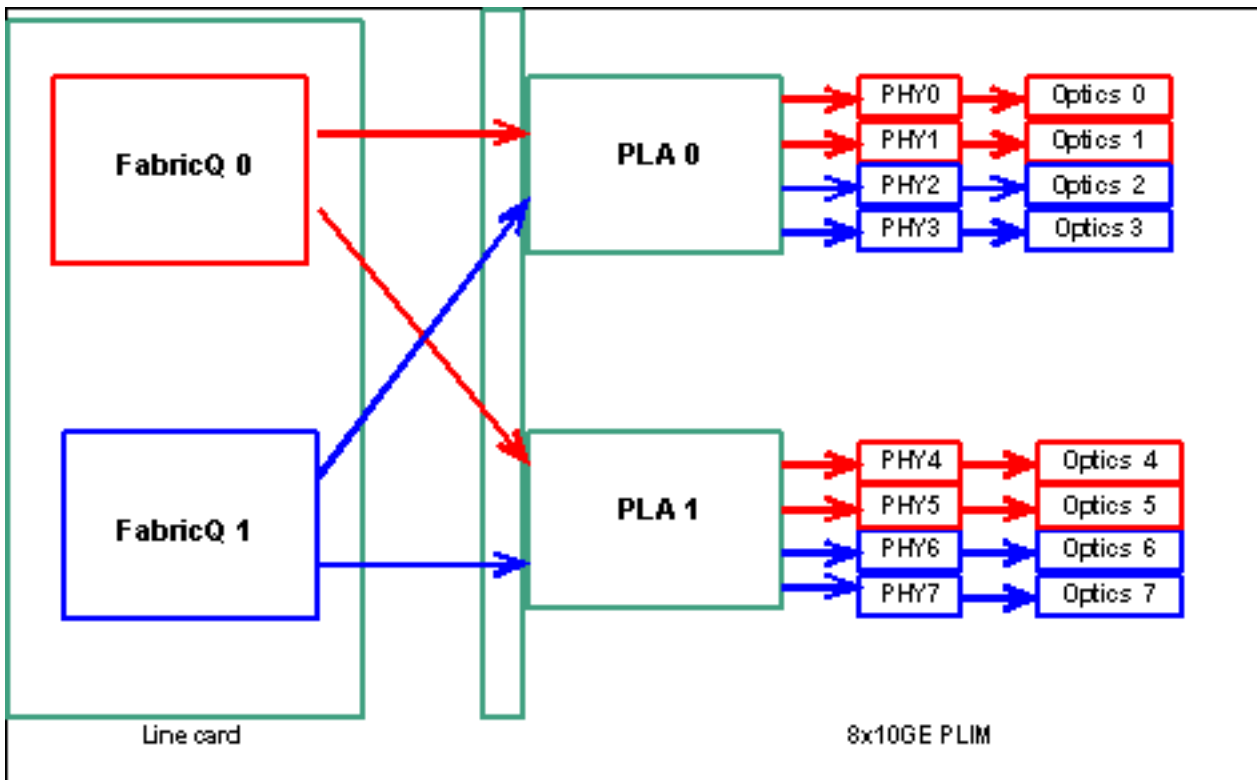 FabricQ 0
PLA 0
PHY0
Optics 0
PHY1
Optics 1
PHY2
Optics 2
PHY3
Optics 3
FabricQ 1
PLA 1
PHY4
Optics 4
PHY5
Optics 5
PHY6
Optics 6
PHY7
Optics 7
Line card
8x10GE PLIM